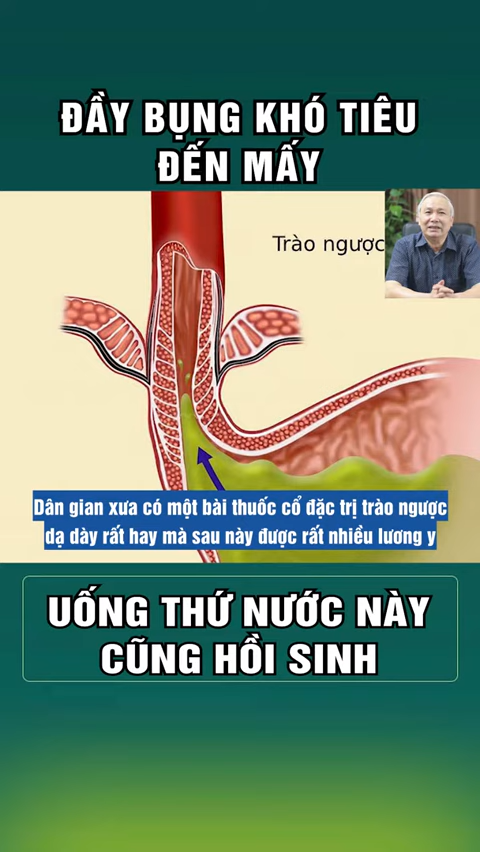 ĐẦY BỤNG KHÓ TIÊU
ĐẾN MẤY
Trào ngược
Dân gian xưa có một bài thuốc cổ đặc trị trào ngược
dạ dày rất hay mà sau này được rất nhiều lương y
UỐNG THỨ NƯỚC NÀY
CŨNG HỒI SINH